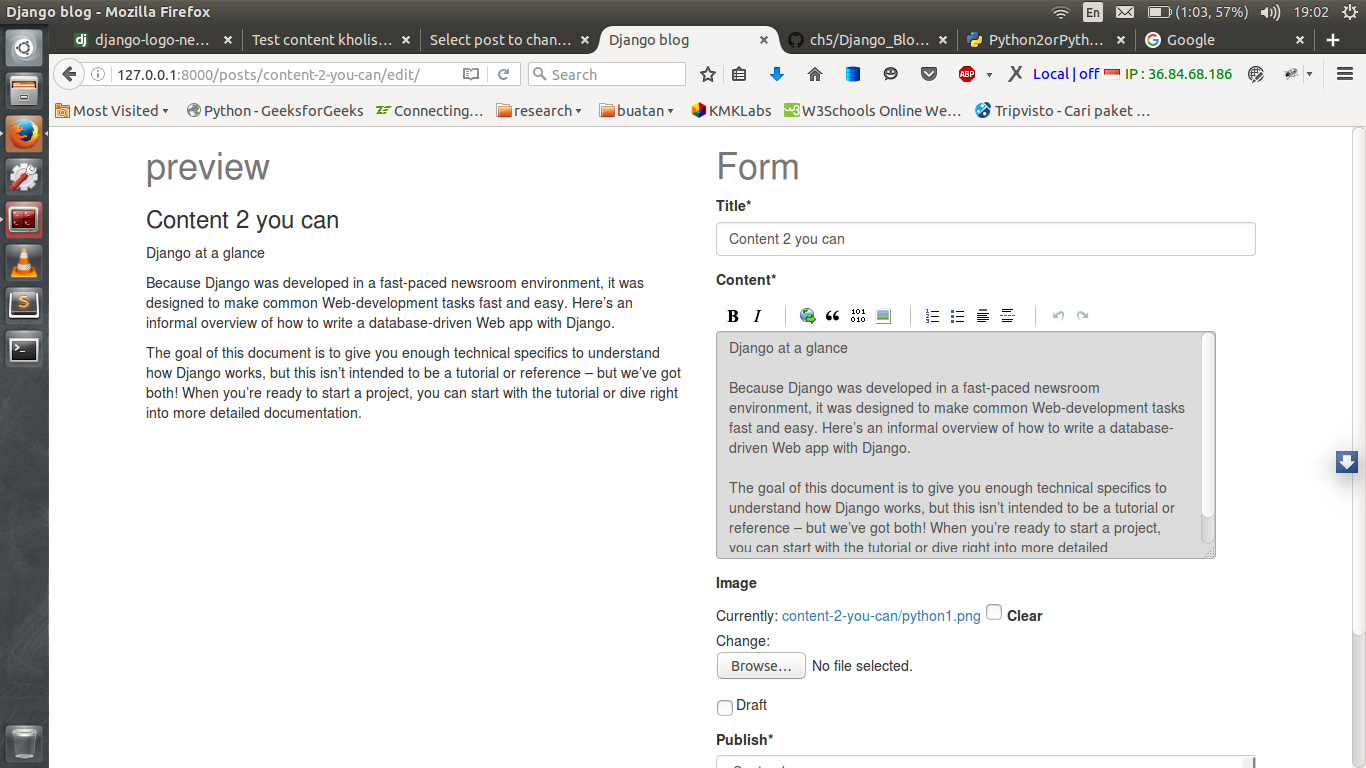 Django blog - Mozilla Firefox
En
(1:03, 57%)
19:02
dj
django-logo-ne…
Test content kholis…
Select post to chan…
Django blog
ch5/Django_Blo…
Python2orPyth…
Google
127.0.0.1:8000/posts/content-2-you-can/edit/
Search
ABP
X
Local | off
IP : 36.84.68.186
Most Visited
Python - GeeksforGeeks
Connecting…
research
buatan
KMKLabs
W3Schools Online We…
Tripvisto - Cari paket …
preview
Content 2 you can
Django at a glance
Because Django was developed in a fast-paced newsroom environment, it was
designed to make common Web-development tasks fast and easy. Here’s an
informal overview of how to write a database-driven Web app with Django.
The goal of this document is to give you enough technical specifics to understand
how Django works, but this isn’t intended to be a tutorial or reference – but we’ve got
both! When you’re ready to start a project, you can start with the tutorial or dive right
into more detailed documentation.
Form
Title*
Content 2 you can
Content*
B I
101
010
Django at a glance
Because Django was developed in a fast-paced newsroom
environment, it was designed to make common Web-development tasks
fast and easy. Here’s an informal overview of how to write a database-
driven Web app with Django.
The goal of this document is to give you enough technical specifics to
understand how Django works, but this isn’t intended to be a tutorial or
reference – but we’ve got both! When you’re ready to start a project,
you can start with the tutorial or dive right into more detailed
Image
Currently: content-2-you-can/python1.png Clear
Change:
Browse… No file selected.
Draft
Publish*